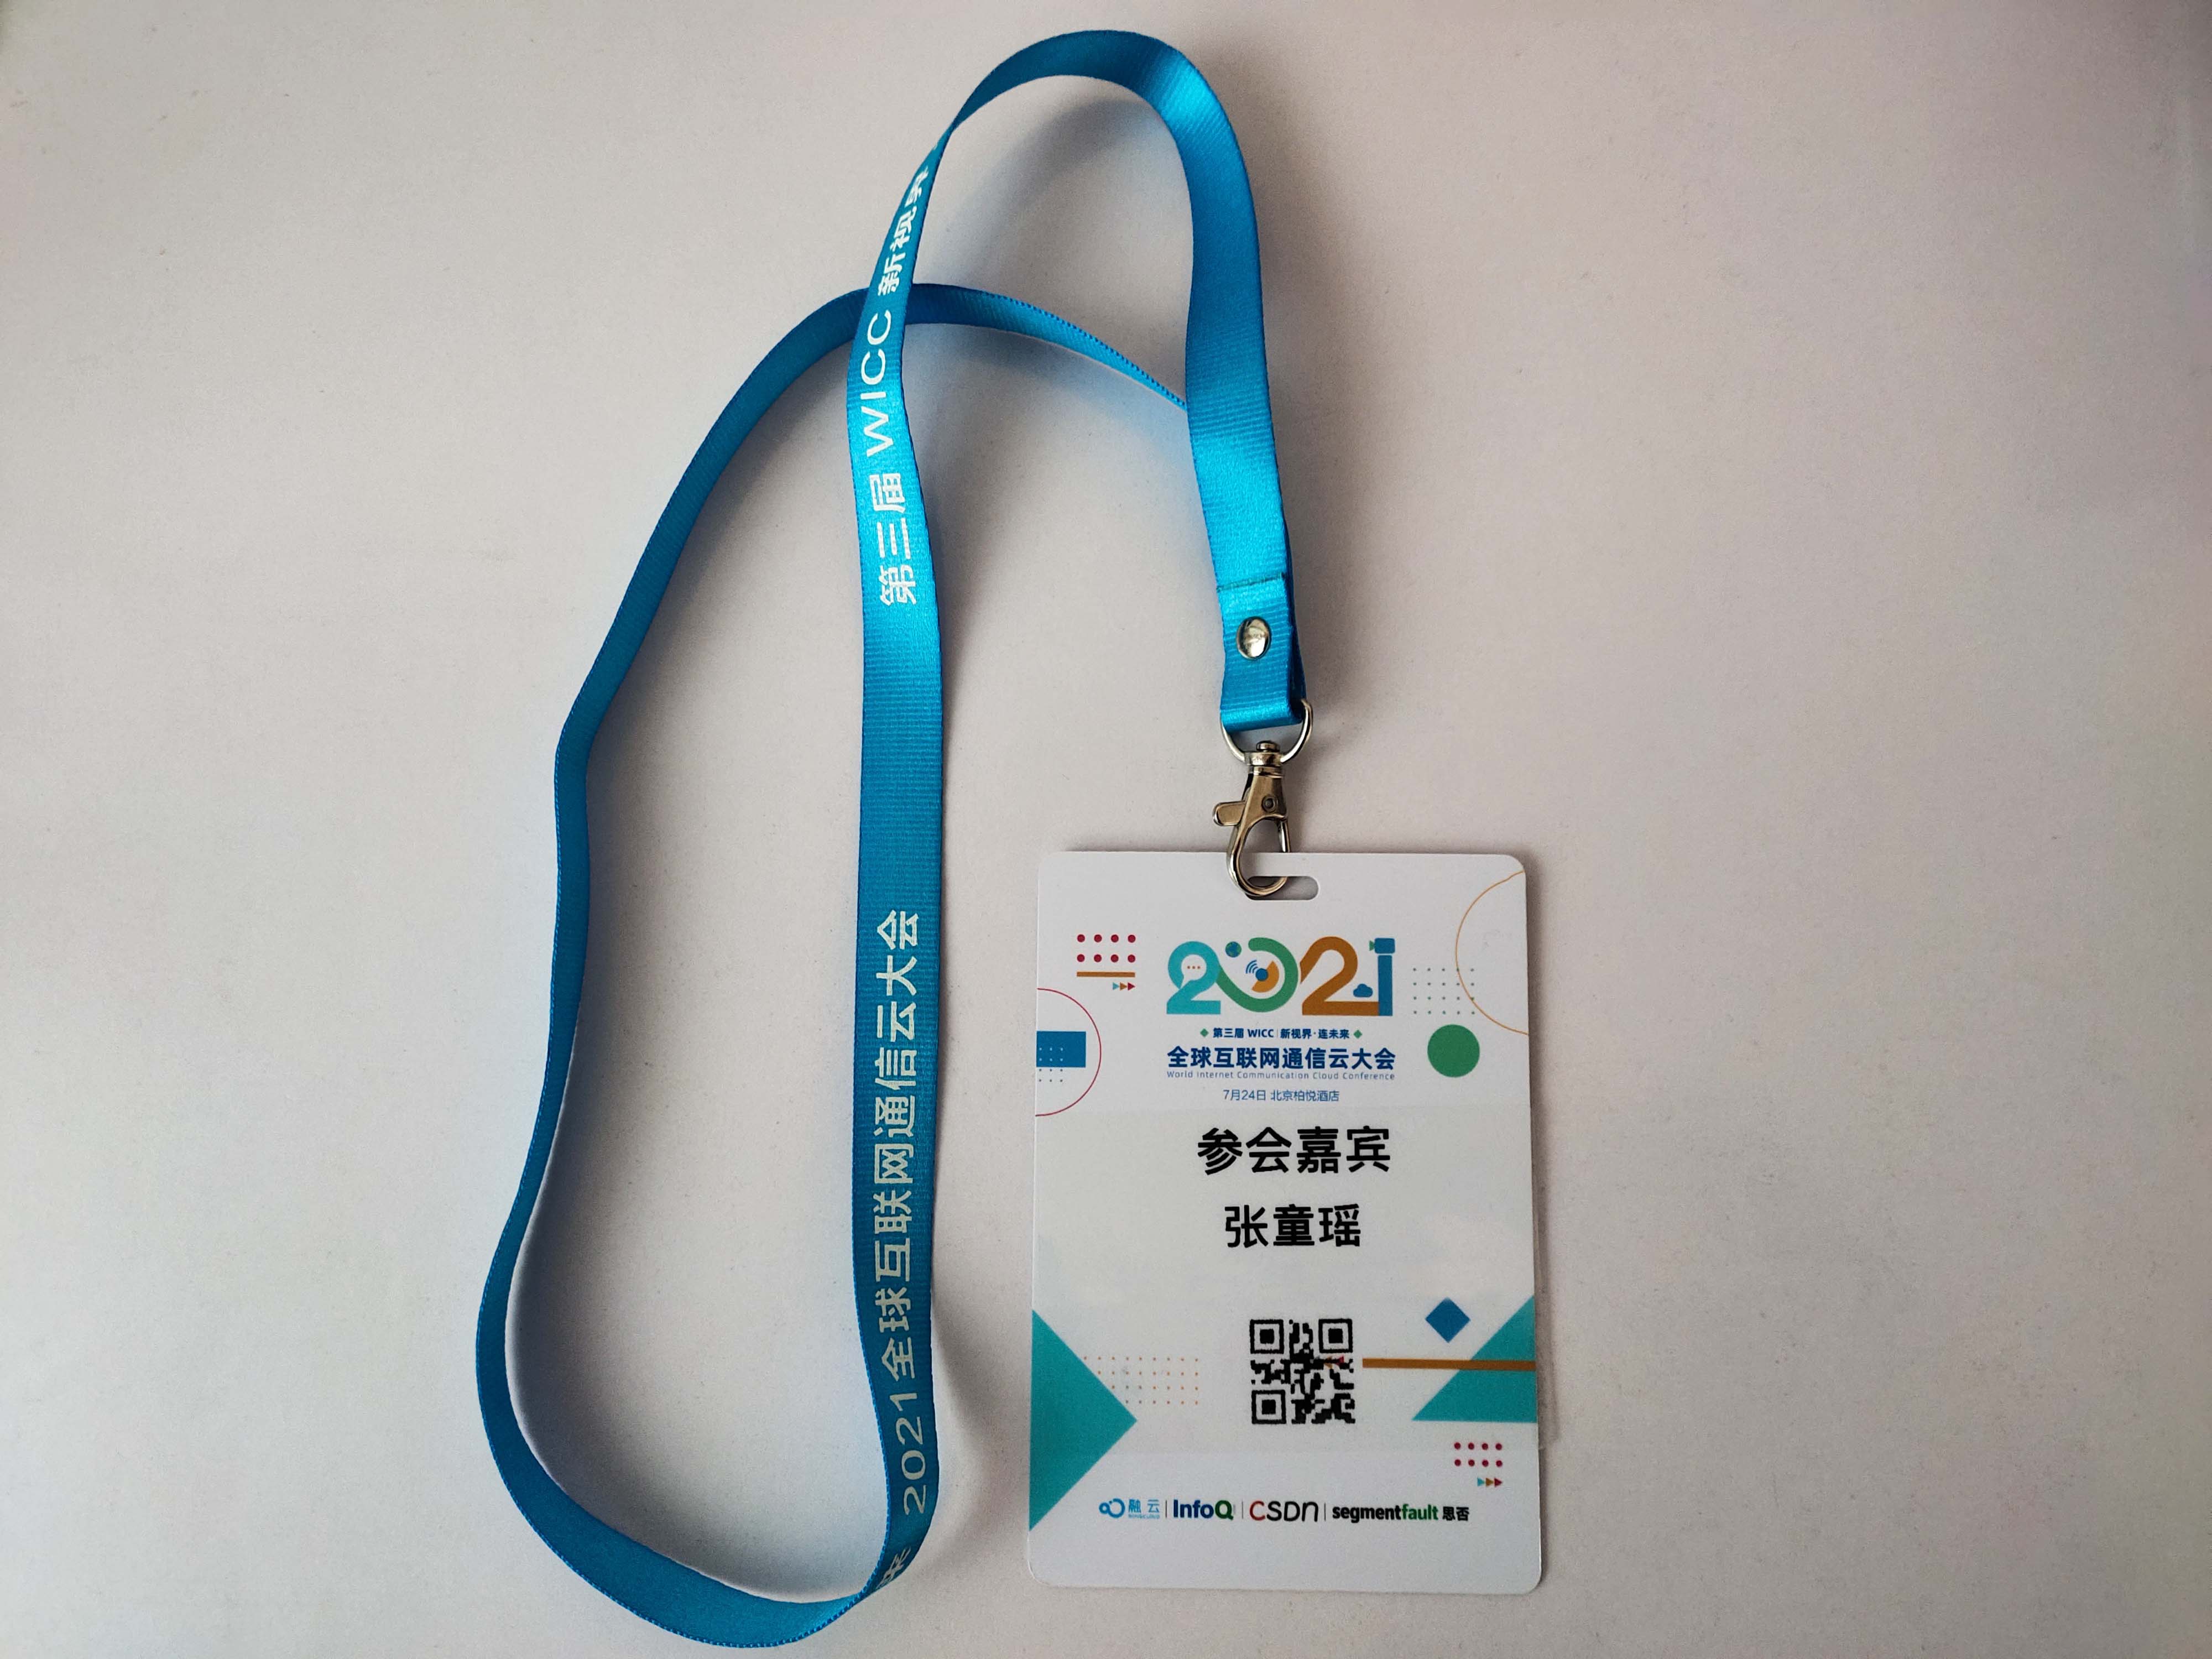 第三届 WICC 新视界
2021全球互联网通信云大会
2021
第三届 WICC 新视界·连未来
全球互联网通信云大会
World Internet Communication Cloud Conference
7月24日 北京柏悦酒店
参会嘉宾
张童瑶
融云 InfoQ CSDN segmentfault 思否